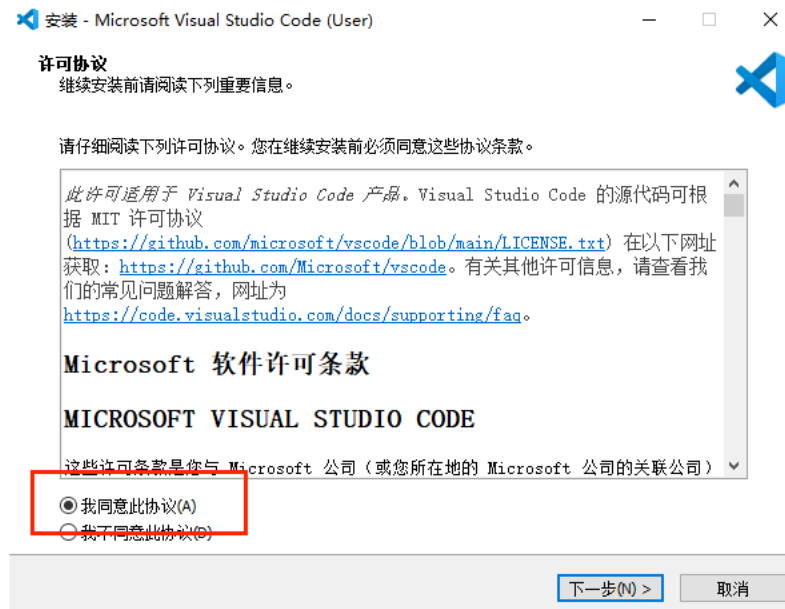 安装 - Microsoft Visual Studio Code (User)
许可协议
继续安装前请阅读下列重要信息。
请仔细阅读下列许可协议。您在继续安装前必须同意这些协议条款。
此许可适用于 Visual Studio Code 产品。Visual Studio Code 的源代码可根
据 MIT 许可协议
(https://github.com/microsoft/vscode/blob/main/LICENSE.txt) 在以下网址
获取：https://github.com/Microsoft/vscode。有关其他许可信息，请查看我
们的常见问题解答，网址为
https://code.visualstudio.com/docs/supporting/faq。
Microsoft 软件许可条款
MICROSOFT VISUAL STUDIO CODE
这些许可条款是您与 Microsoft 公司（或您所在地的 Microsoft 公司的关联公司）
我同意此协议(A)
我不同意此协议(D)
下一步(N) >
取消